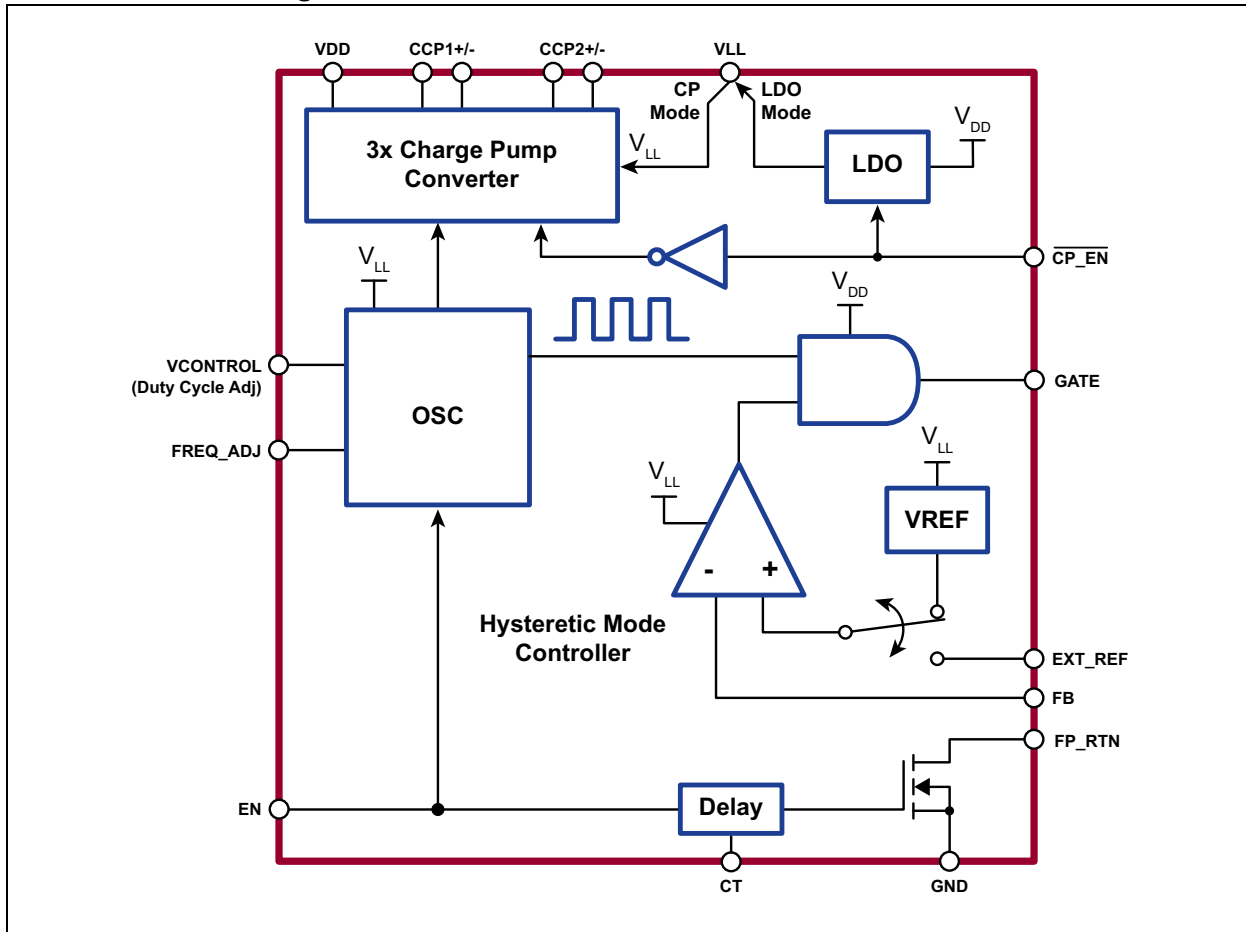 VDD
CCP1+/-
CCP2+/-
VLL
CP
Mode
LDO
Mode
VDD
3x Charge Pump
Converter
VLL
LDO
CP_EN
VLL
VDD
VCONTROL
(Duty Cycle Adj)
OSC
GATE
FREQ_ADJ
VLL
VLL
VREF
- +
Hysteretic Mode
Controller
EXT_REF
FB
FP_RTN
EN
Delay
CT
GND